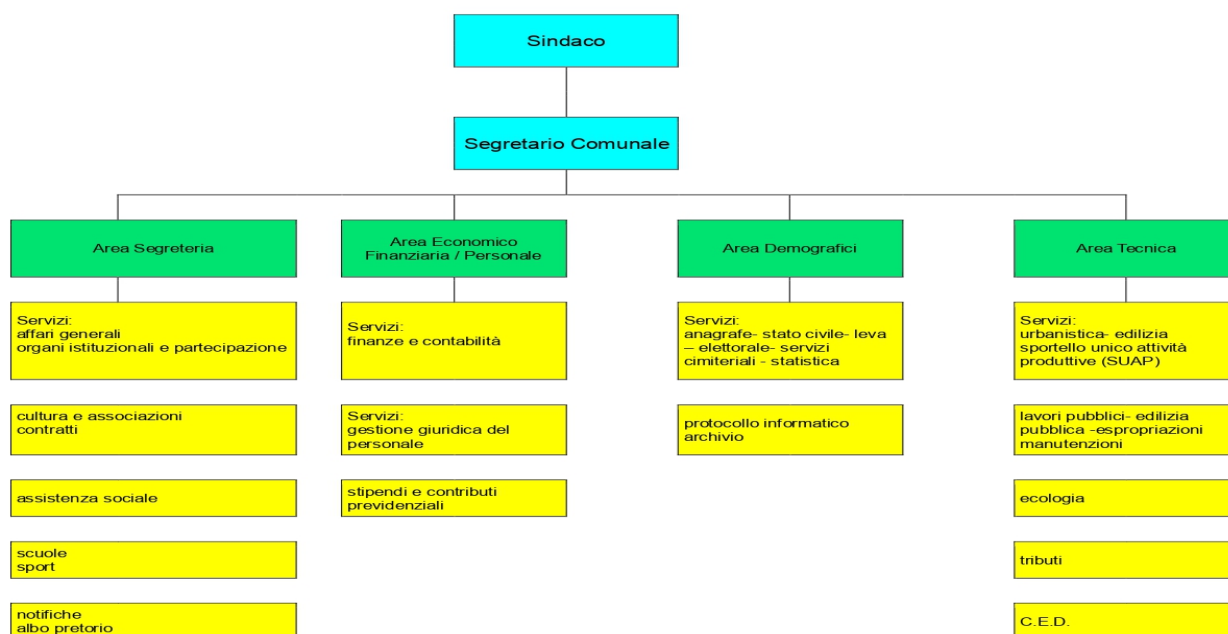 Sindaco
Segretario Comunale
Area Segreteria
Area Economico
Finanziaria / Personale
Area Demografici
Area Tecnica
Servizi:
affari generali
organi istituzionali e partecipazione
Servizi:
finanze e contabilità
Servizi:
anagrafe- stato civile- leva
– elettorale- servizi
cimiteriali - statistica
Servizi:
urbanistica- edilizia
sportello unico attività
produttive (SUAP)
cultura e associazioni
contratti
Servizi:
gestione giuridica del
personale
protocollo informatico
archivio
lavori pubblici- edilizia
pubblica -espropriazioni
manutenzioni
assistenza sociale
stipendi e contributi
previdenziali
ecologia
scuole
sport
tributi
notifiche
albo pretorio
C.E.D.